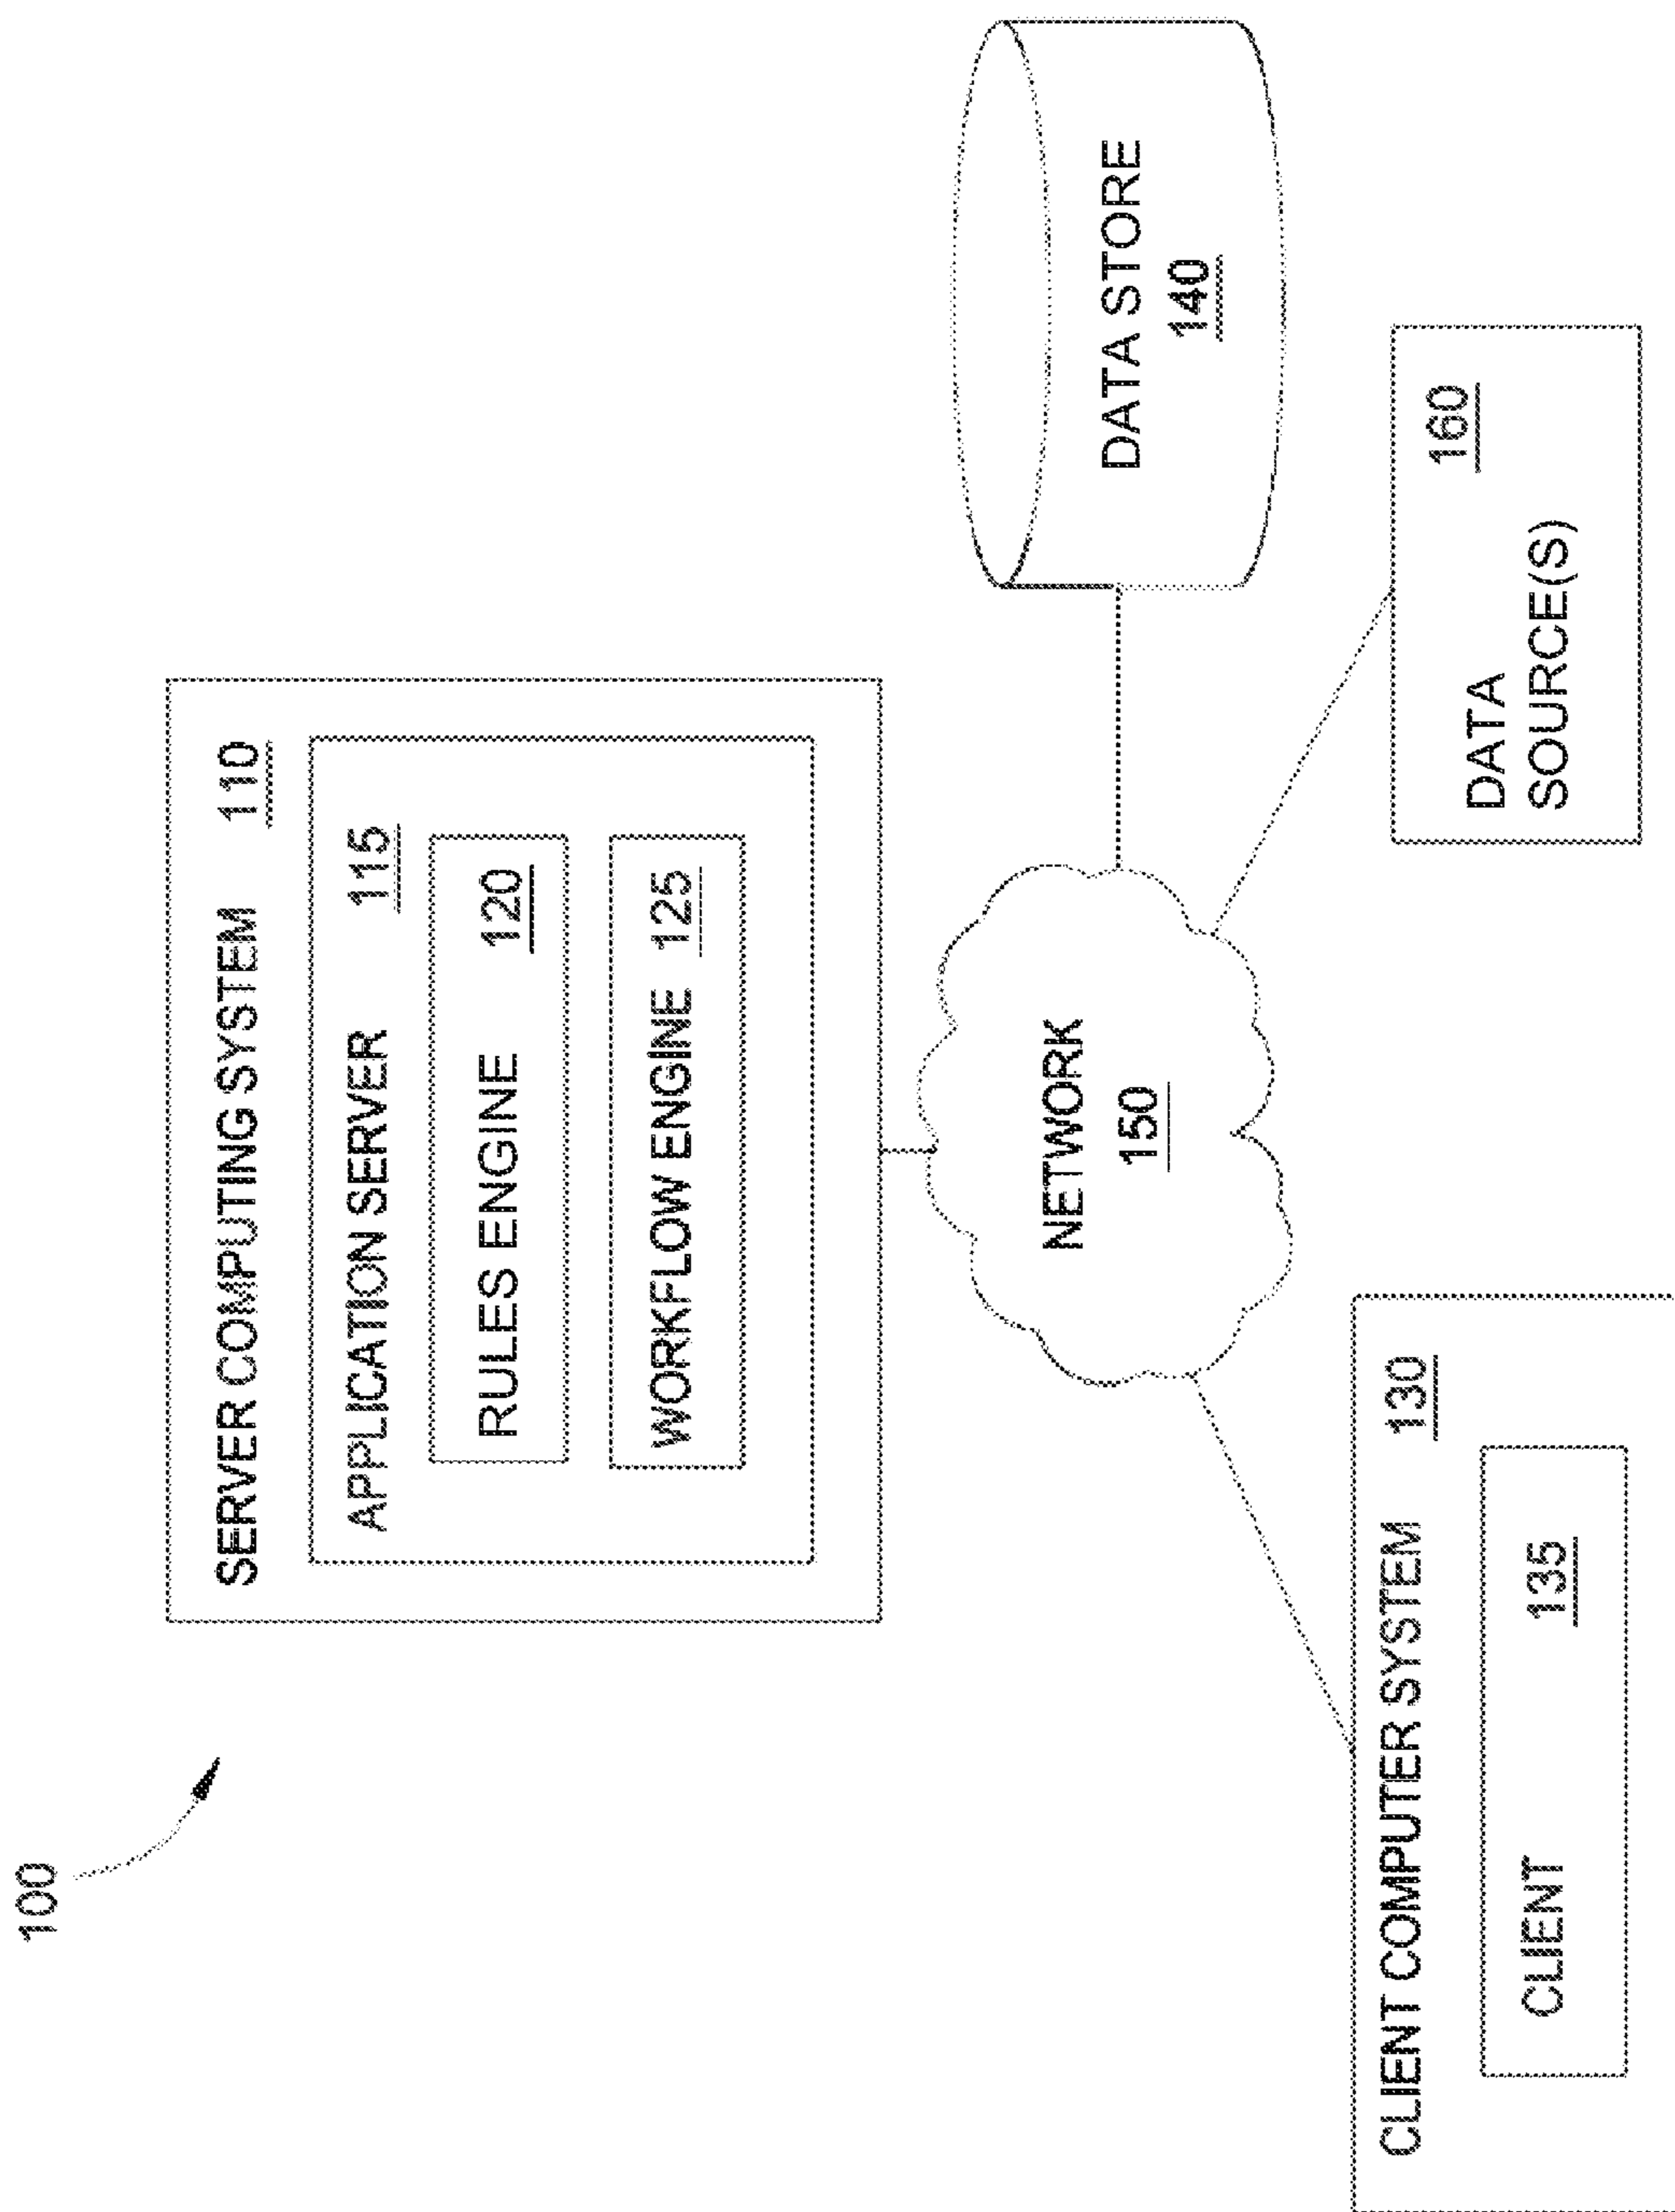 100
SERVER COMPUTING SYSTEM 110
APPLICATION SERVER 115
RULES ENGINE 120
WORKFLOW ENGINE 125
NETWORK
150
DATA STORE
140
CLIENT COMPUTER SYSTEM 130
CLIENT 135
160
DATA
SOURCE(S)